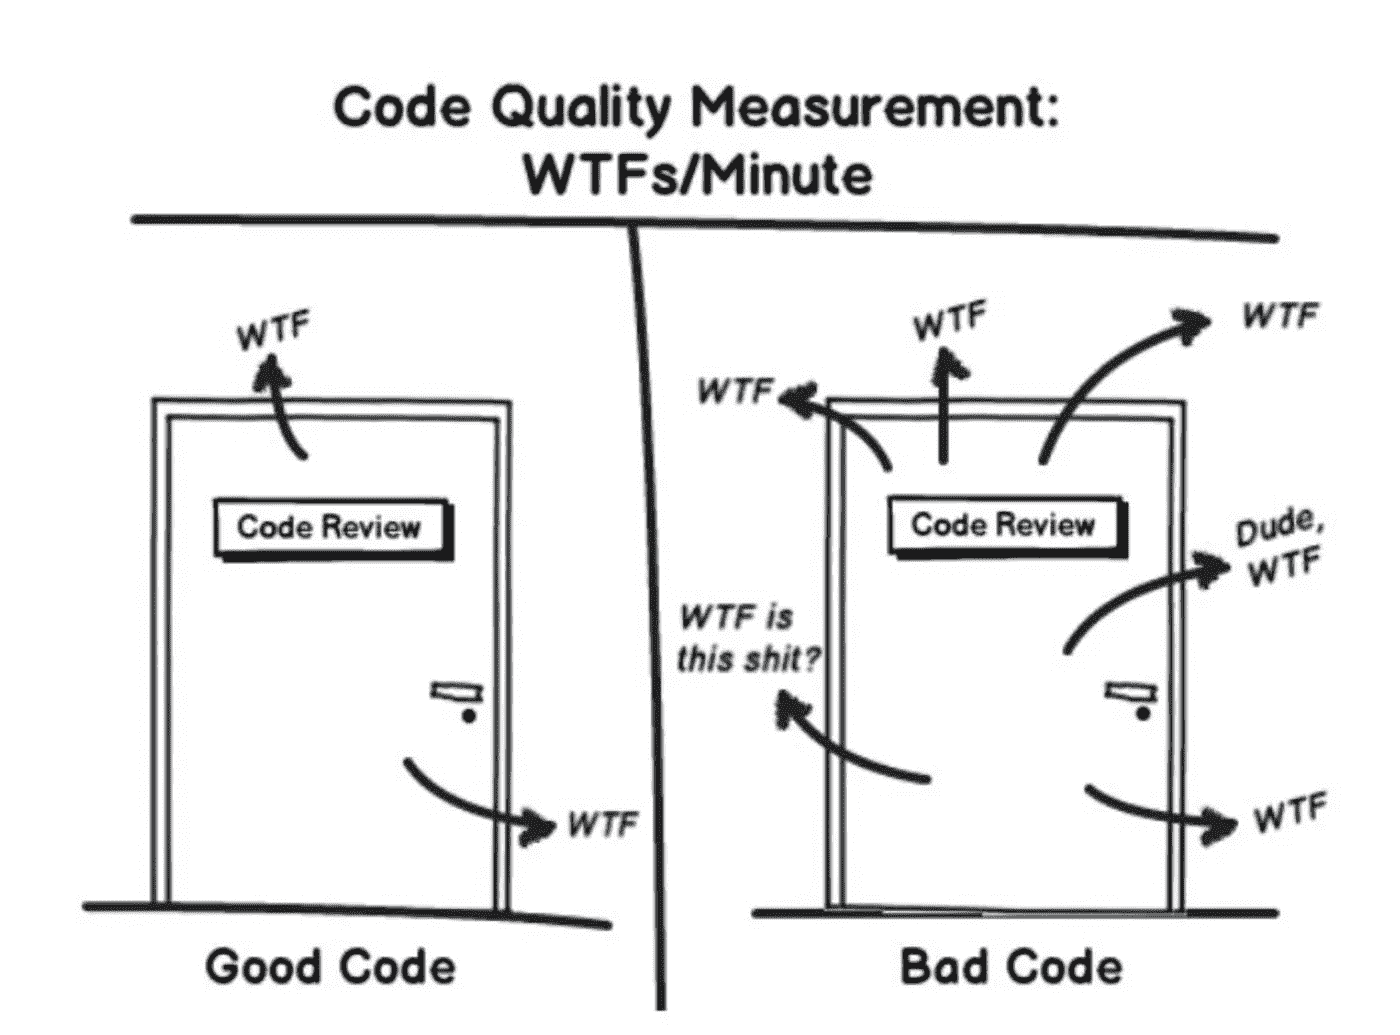 Code Quality Measurement:
WTFs/Minute
WTF
Code Review
WTF
Good Code
WTF
WTF
WTF
Code Review
Dude,
WTF
WTF is
this shit?
WTF
Bad Code